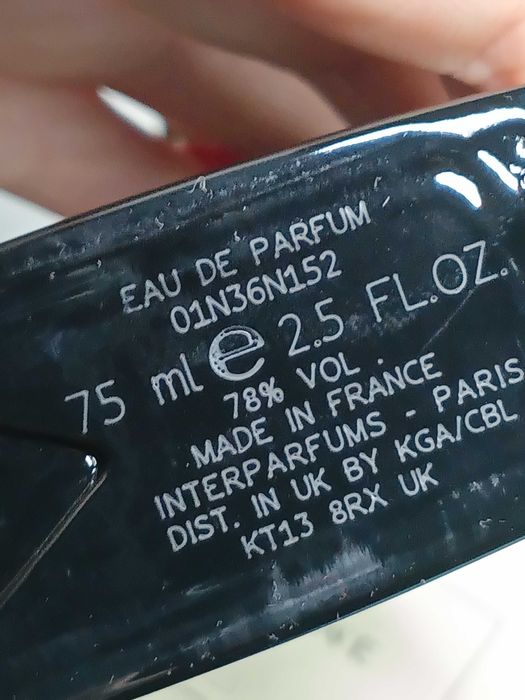 EAU DE PARFUM
01N36N152
75 ml e 2.5 FL.OZ.
78% VOL.
MADE IN FRANCE
INTERPARFUMS - PARIS
DIST. IN UK BY KGA/CBL
KT13 8RX UK